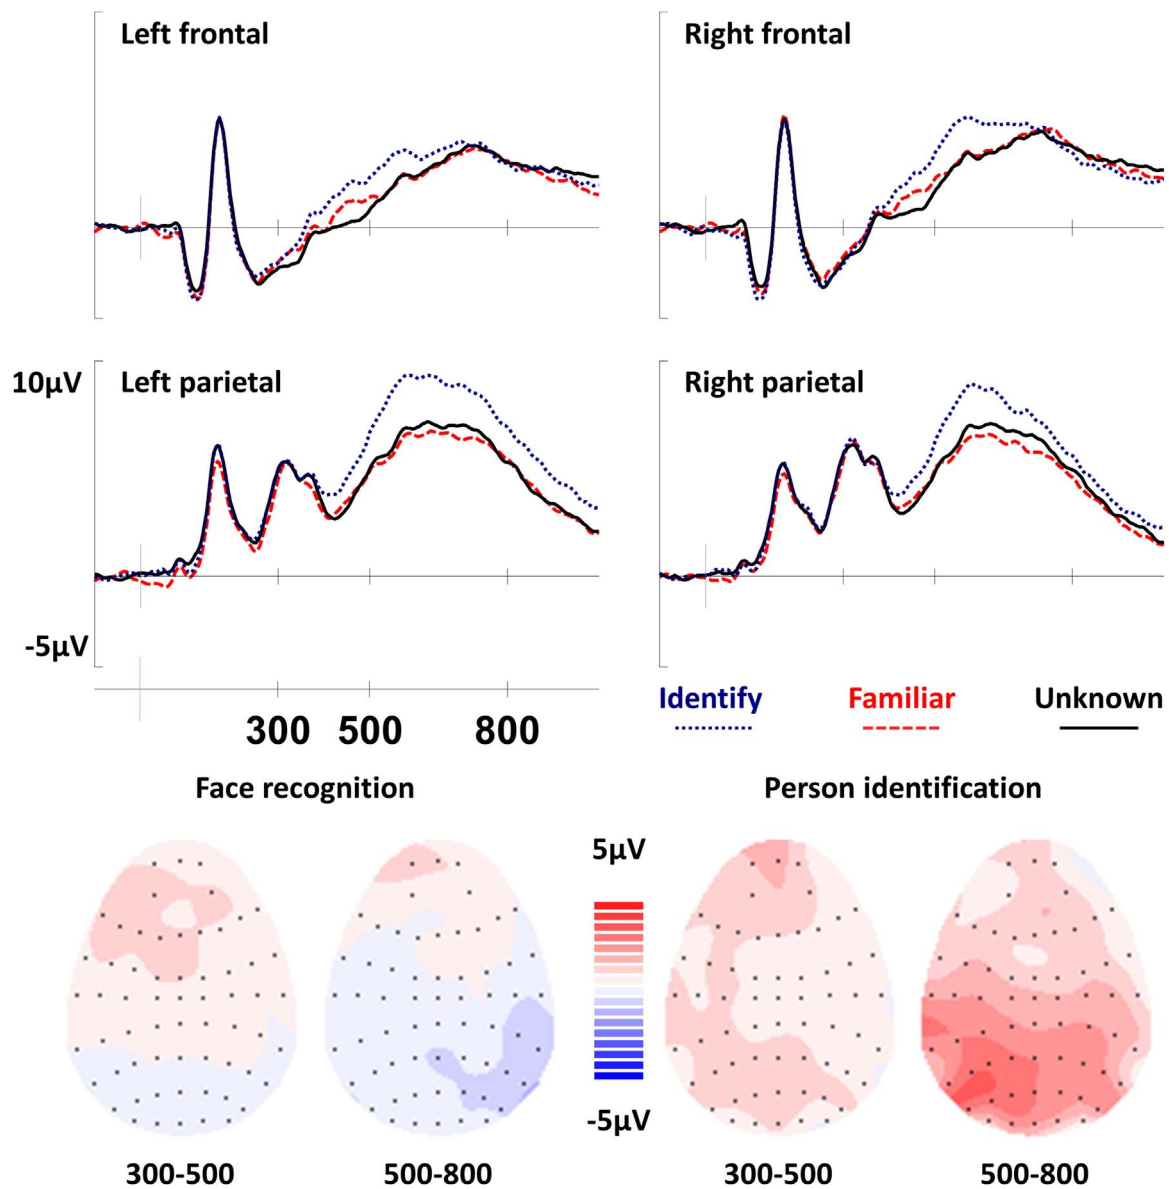 Left frontal
Right frontal
10µV
Left parietal
Right parietal
-5µV
300 500 800
Identify Familiar Unknown
Face recognition
Person identification
5µV
-5µV
300-500
500-800
300-500
500-800